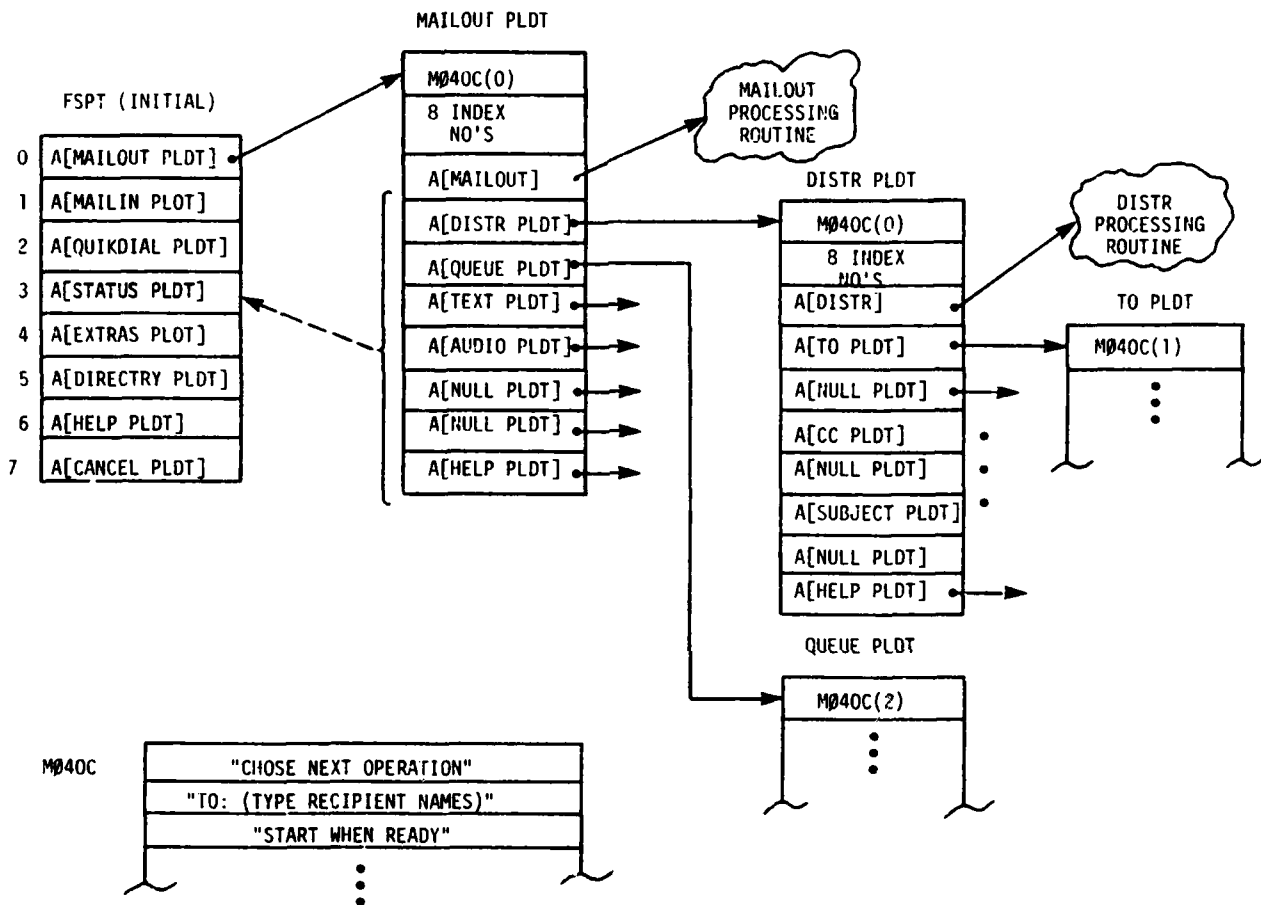 MAILOUT PLDT
MØ40C(0)
8 INDEX
NO'S
A[MAILOUT]
A[DISTR PLDT]
A[QUEUE PLDT]
A[TEXT PLDT]
A[AUDIO PLDT]
A[NULL PLDT]
A[NULL PLDT]
A[HELP PLDT]
FSPT (INITIAL)
0 A[MAILOUT PLDT]
1 A[MAILIN PLOT]
2 A[QUIKDIAL PLDT]
3 A[STATUS PLDT]
4 A[EXTRAS PLOT]
5 A[DIRECTRY PLDT]
6 A[HELP PLDT]
7 A[CANCEL PLDT]
MAILOUT
PROCESSING
ROUTINE
DISTR PLDT
MØ40C(0)
8 INDEX
NO'S
A[DISTR]
A[TO PLDT]
A[NULL PLDT]
A[CC PLDT]
A[NULL PLDT]
A[SUBJECT PLDT]
A[NULL PLDT]
A[HELP PLDT]
DISTR
PROCESSING
ROUTINE
TO PLDT
MØ40C(1)
QUEUE PLDT
MØ40C(2)
MØ40C
"CHOSE NEXT OPERATION"
"TO: (TYPE RECIPIENT NAMES)"
"START WHEN READY"